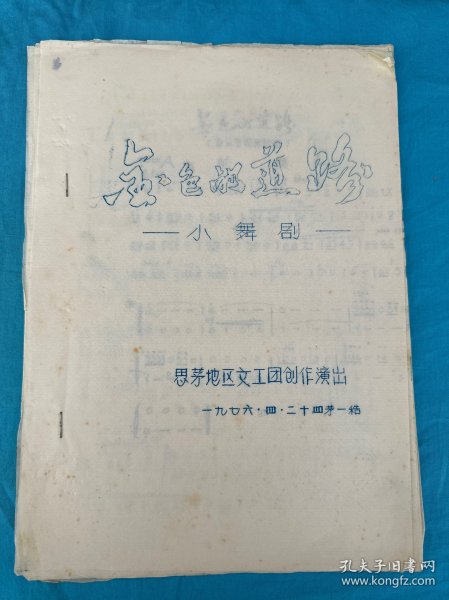 金色的道路
—小舞剧—
思茅地区文工团创作演出
一九七六·四·二十四第一稿
孔夫子旧书网
www.kongfz.com